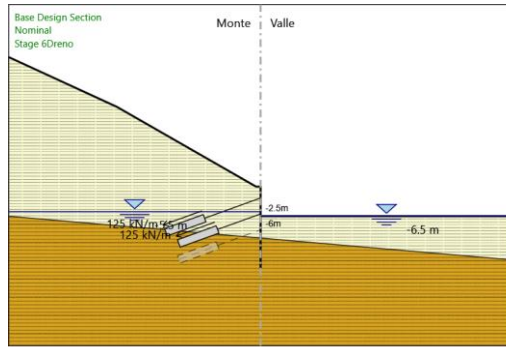 Base Design Section
Nominal
Stage 6Dreno
Monte
Valle
-2.5m
125 kN/m
-6m
125 kN/m
-6.5 m